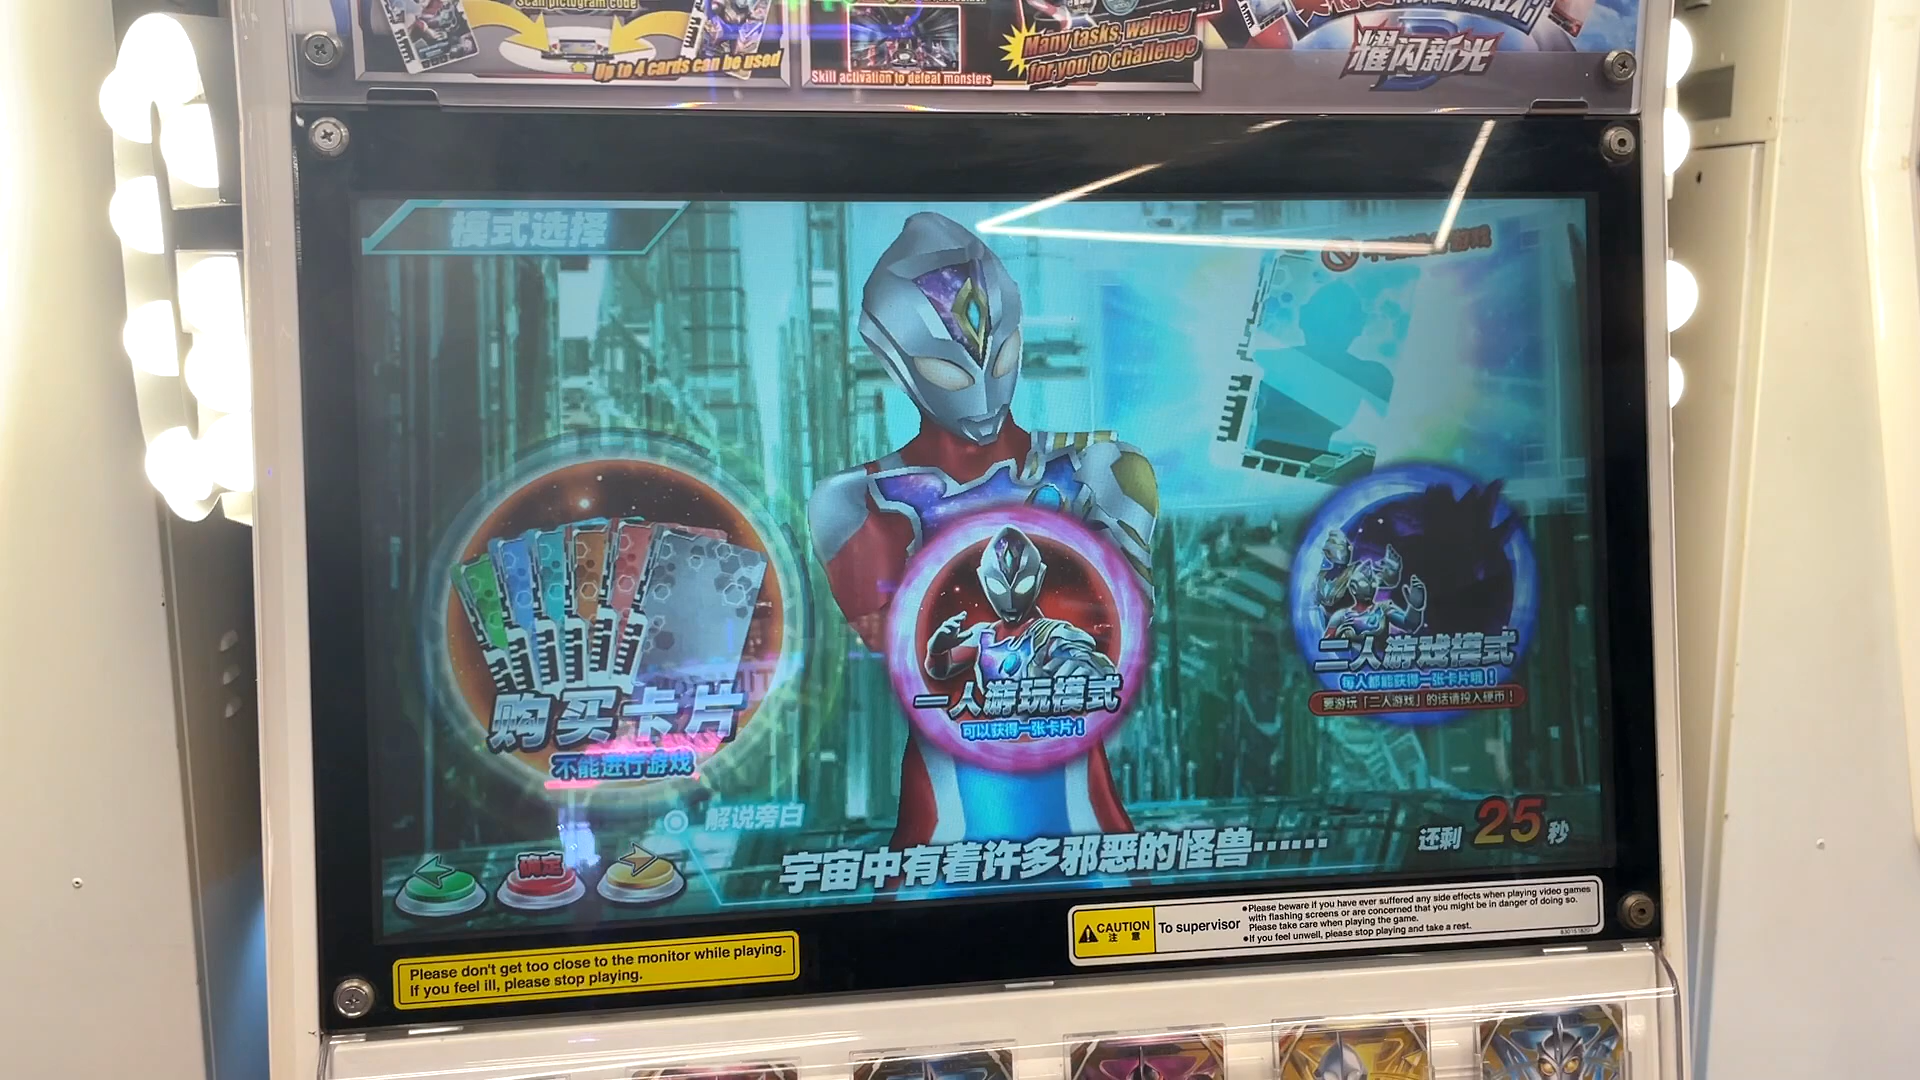 Scan pictogram code
Up to 4 cards can be used
Skill activation to defeat monsters
Many tasks, waiting
for you to challenge
耀闪新光
模式选择
购买卡片
不能进行游戏
一人游玩模式
可以获得一张卡片！
二人游戏模式
每人都能获得一张卡片哦！
要游玩「二人游戏」的话请投入硬币！
解说旁白
确定
宇宙中有着许多邪恶的怪兽……
还剩 25 秒
Please don't get too close to the monitor while playing.
If you feel ill, please stop playing.
CAUTION
注 意
To supervisor
●Please beware if you have ever suffered any side effects when playing video games
with flashing screens or are concerned that you might be in danger of doing so.
Please take care when playing the game.
●If you feel unwell, please stop playing and take a rest.